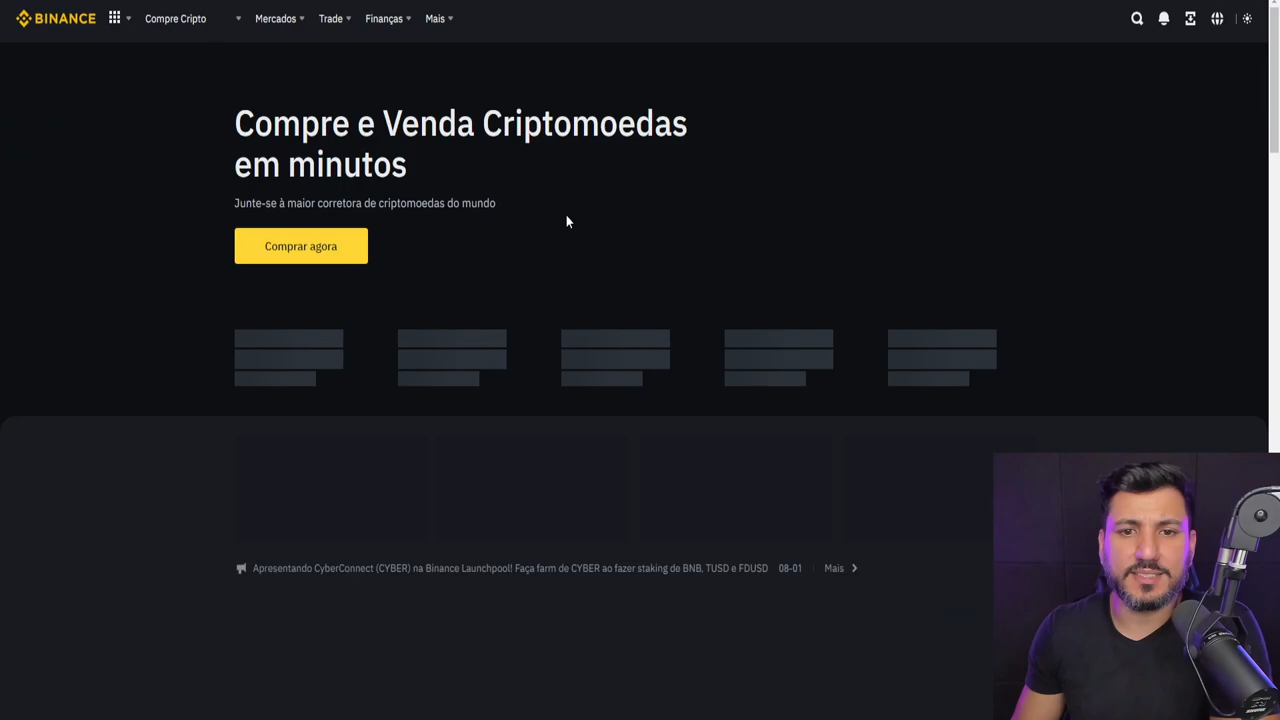 BINANCE
Compre Cripto
Mercados
Trade
Finanças
Mais
Compre e Venda Criptomoedas
em minutos
Junte-se à maior corretora de criptomoedas do mundo
Comprar agora
Apresentando CyberConnect (CYBER) na Binance Launchpool! Faça farm de CYBER ao fazer staking de BNB, TUSD e FDUSD 08-01 Mais